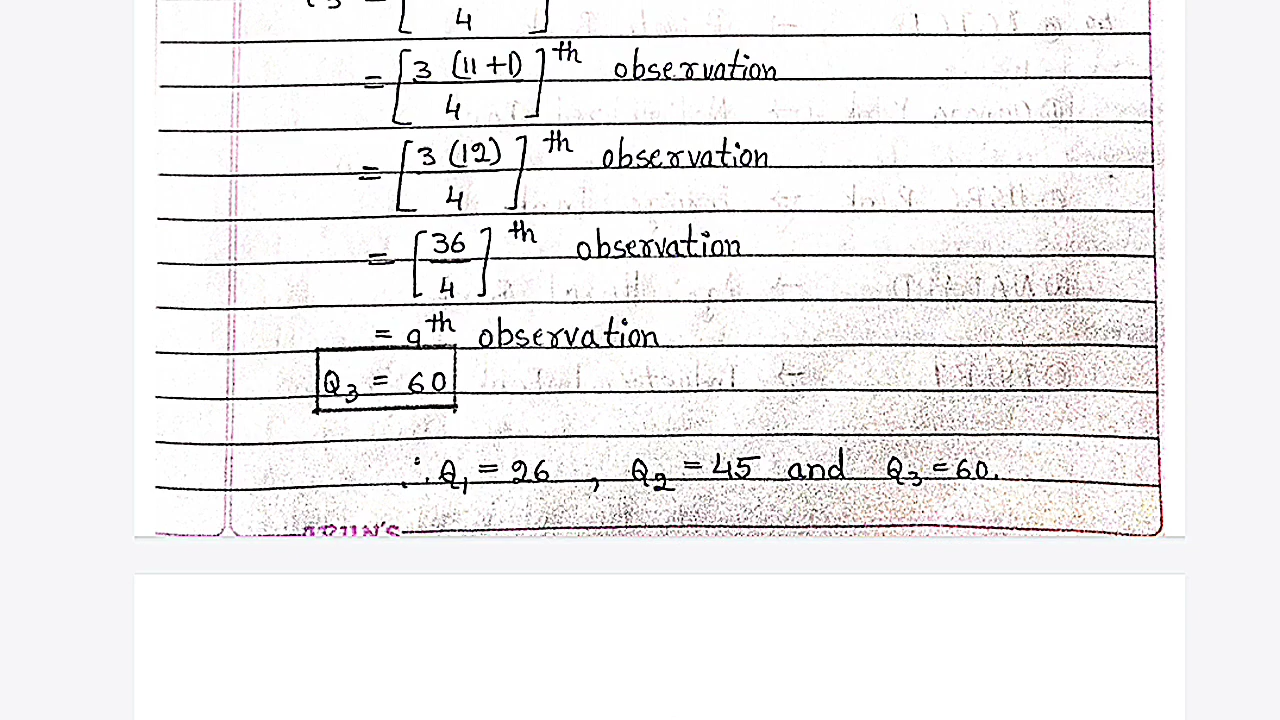 4
= [3 (11+1) / 4]th observation
= [3 (12) / 4]th observation
= [36 / 4]th observation
= 9th observation
Q3 = 60
∴ Q1 = 26 , Q2 = 45 and Q3 = 60.